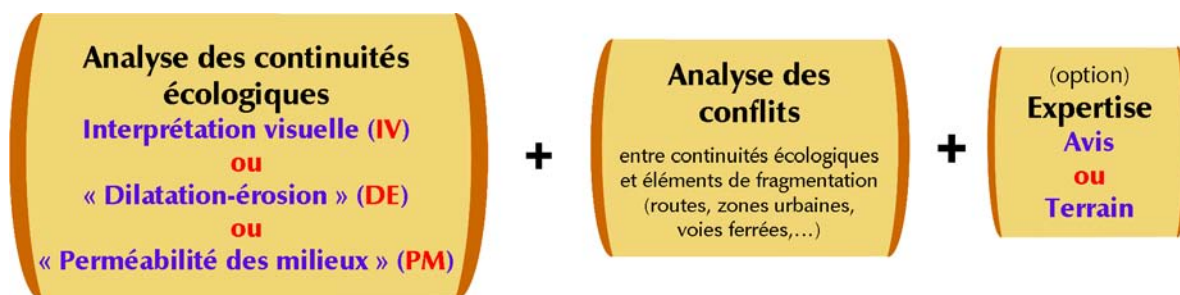 Analyse des continuités
écologiques
Interprétation visuelle (IV)
ou
« Dilatation-érosion » (DE)
ou
« Perméabilité des milieux » (PM)
+
Analyse des
conflits
entre continuités écologiques
et éléments de fragmentation
(routes, zones urbaines,
voies ferrées,...)
+
(option)
Expertise
Avis
ou
Terrain